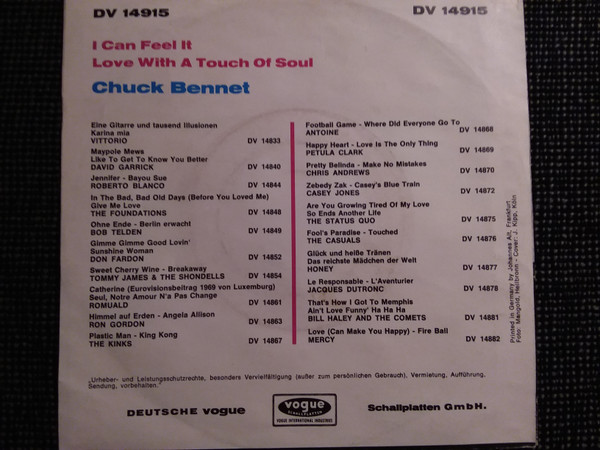 DV 14915
DV 14915
I Can Feel It
Love With A Touch Of Soul
Chuck Bennet
Eine Gitarre und tausend Illusionen
Karina mia
VITTORIO DV 14833
Maypole Mews
Like To Get To Know You Better
DAVID GARRICK DV 14840
Jennifer - Bayou Sue
ROBERTO BLANCO DV 14844
In The Bad, Bad Old Days (Before You Loved Me)
Give Me Love
THE FOUNDATIONS DV 14848
Ohne Ende - Berlin erwacht
BOB TELDEN DV 14849
Gimme Gimme Good Lovin'
Sunshine Woman
DON FARDON DV 14852
Sweet Cherry Wine - Breakaway
TOMMY JAMES & THE SHONDELLS DV 14854
Catherine (Eurovisionsbeitrag 1969 von Luxemburg)
Seul, Notre Amour N'a Pas Change
ROMUALD DV 14861
Himmel auf Erden - Angela Allison
RON GORDON DV 14863
Plastic Man - King Kong
THE KINKS DV 14867
Football Game - Where Did Everyone Go To
ANTOINE DV 14868
Happy Heart - Love Is The Only Thing
PETULA CLARK DV 14869
Pretty Belinda - Make No Mistakes
CHRIS ANDREWS DV 14870
Zebedy Zak - Casey's Blue Train
CASEY JONES DV 14872
Are You Growing Tired Of My Love
So Ends Another Life
THE STATUS QUO DV 14875
Fool's Paradise - Touched
THE CASUALS DV 14876
Glück und heiße Tränen
Das reichste Mädchen der Welt
HONEY DV 14877
Le Responsable - L'Aventurier
JACQUES DUTRONC DV 14878
That's How I Got To Memphis
Ain't Love Funny' Ha Ha Ha
BILL HALEY AND THE COMETS DV 14881
Love (Can Make You Happy) - Fire Ball
MERCY DV 14882
Printed in Germany by Johannes Alt, Frankfurt
Foto: Mangold, Heilbronn - Cover: J. Kipp, Köln
„Urheber- und Leistungsschutzrechte, besonders Vervielfältigung (außer zum persönlichen Gebrauch), Vermietung, Aufführung,
Sendung, vorbehalten."
DEUTSCHE vogue
vogue
SCHALLPLATTEN
VOGUE INTERNATIONAL INDUSTRIES
Schallplatten GmbH.